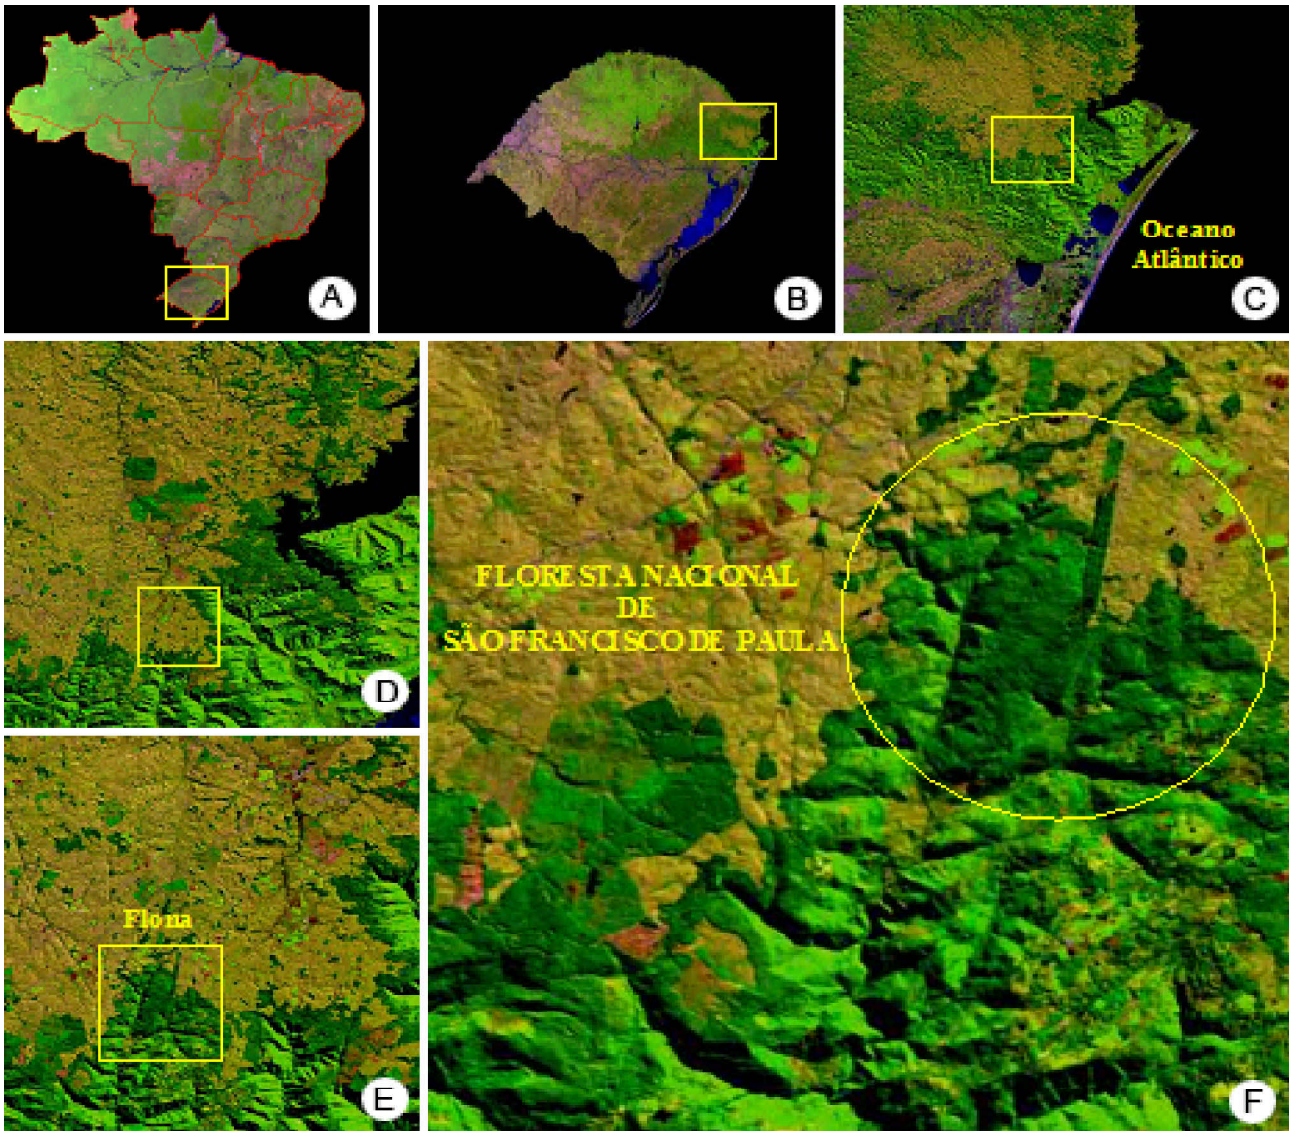 A
B
Oceano
Atlântico
C
D
FLORESTA NACIONAL
DE
SÃO FRANCISCO DE PAULA
Flona
E
F